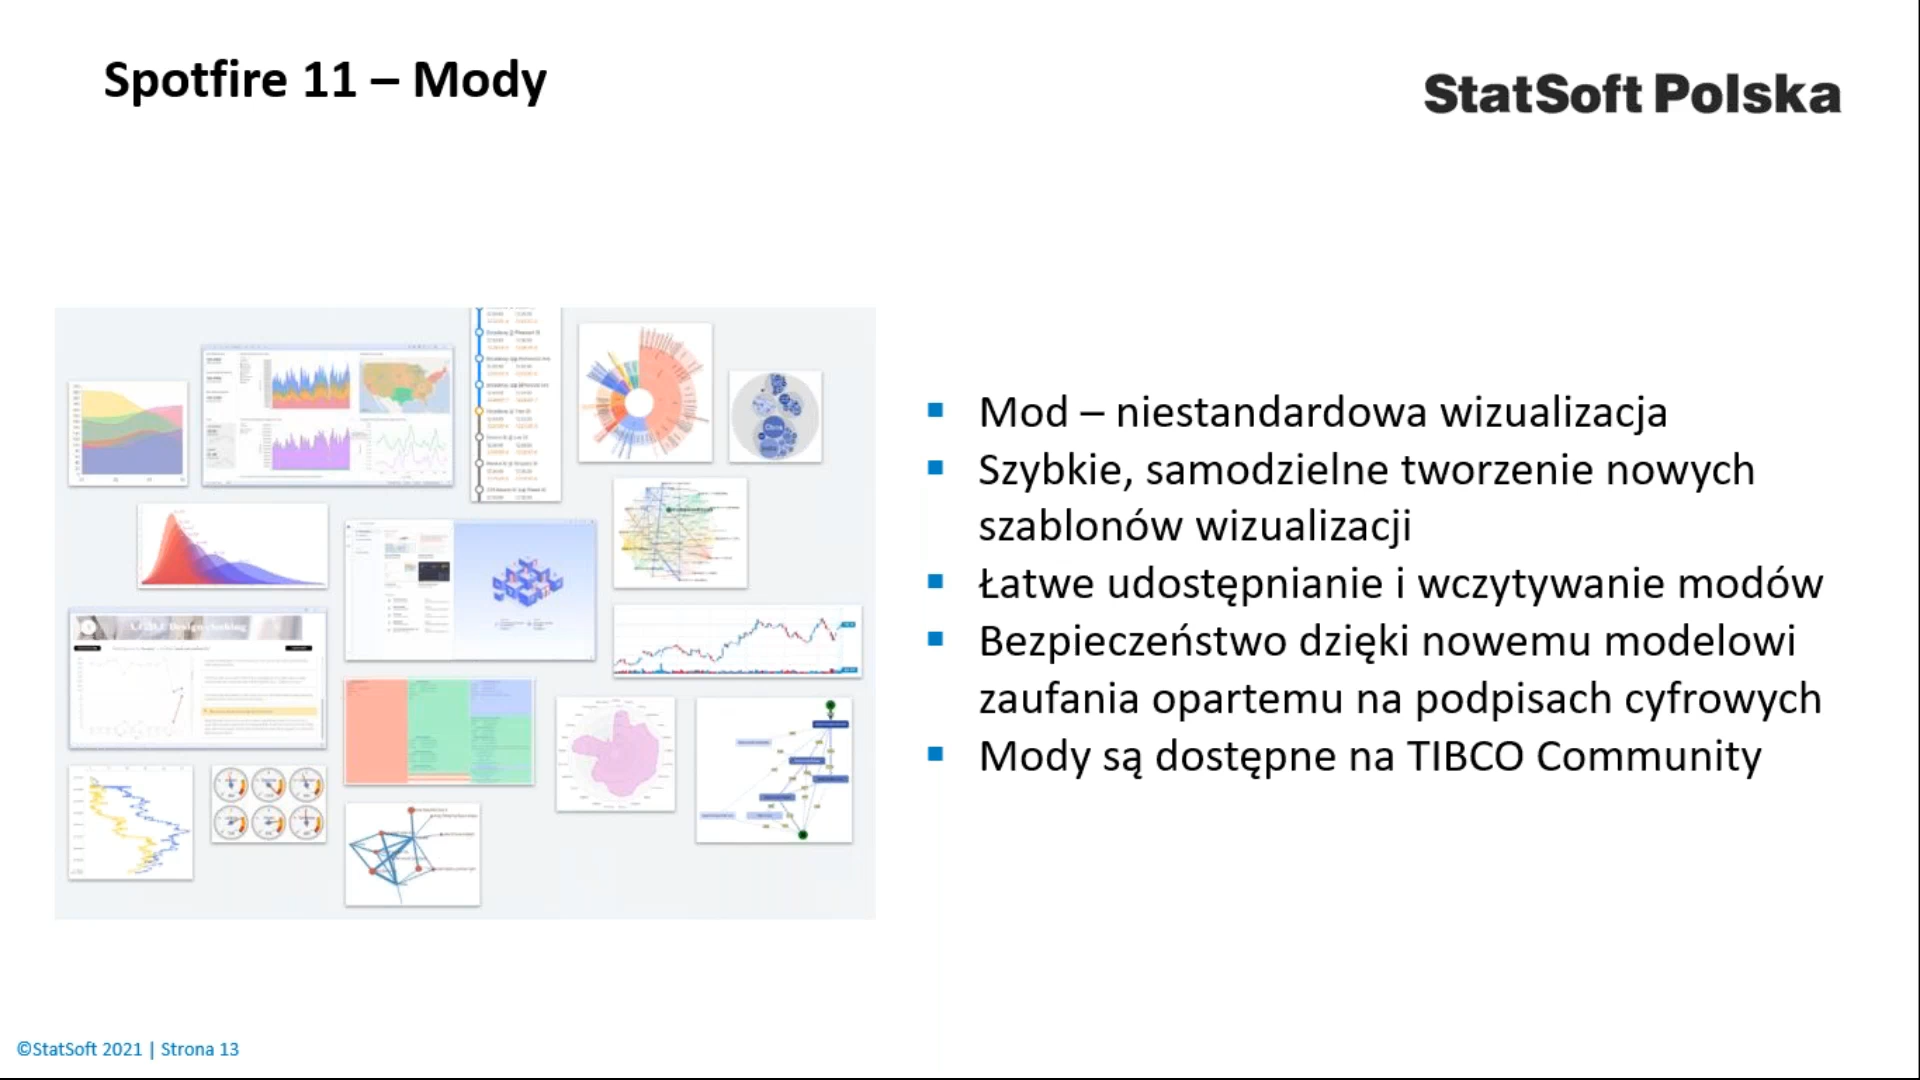 Spotfire 11 – Mody
StatSoft Polska
Mod – niestandardowa wizualizacja
Szybkie, samodzielne tworzenie nowych
szablonów wizualizacji
Łatwe udostępnianie i wczytywanie modów
Bezpieczeństwo dzięki nowemu modelowi
zaufania opartemu na podpisach cyfrowych
Mody są dostępne na TIBCO Community
©StatSoft 2021 | Strona 13